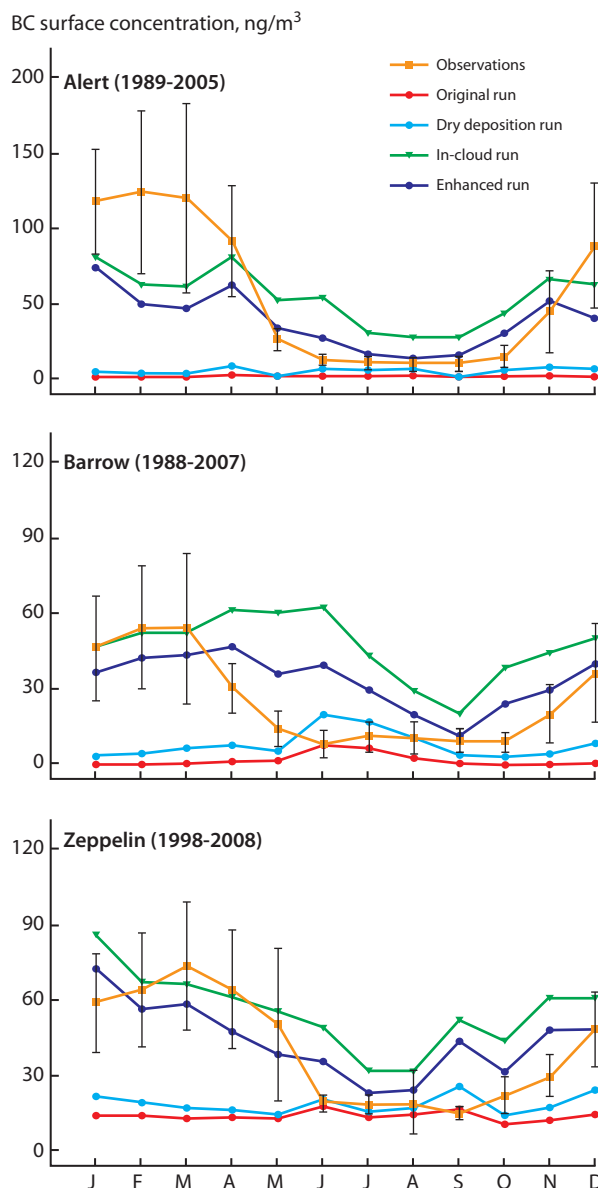 BC surface concentration, ng/m³
Alert (1989-2005)
Observations
Original run
Dry deposition run
In-cloud run
Enhanced run
200
150
100
50
0
Barrow (1988-2007)
120
90
60
30
0
Zeppelin (1998-2008)
120
90
60
30
0
J F M A M J J A S O N D